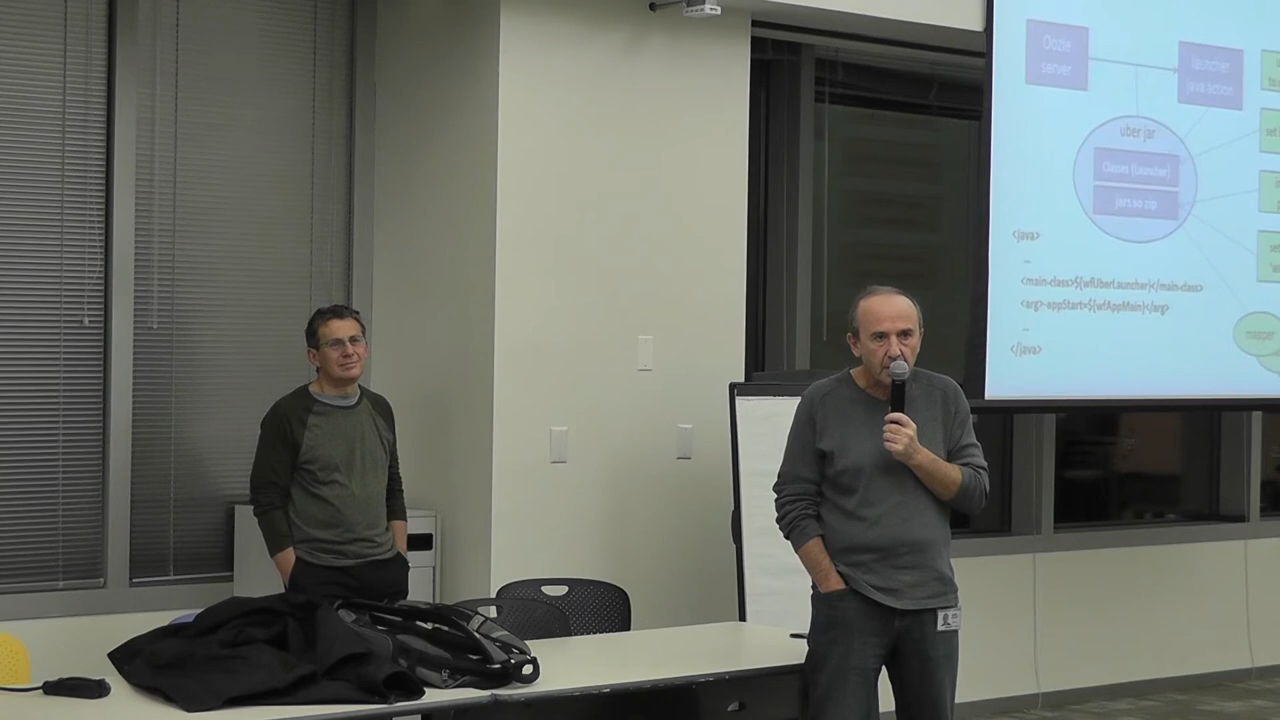 Oozie
server
launcher
java action
uber jar
Classes (Launcher)
jars so zip
set
<java>
...
<main-class>${wfUberLauncher}</main-class>
<arg>-appStart=${wfAppMain}</arg>
...
</java>
mapper